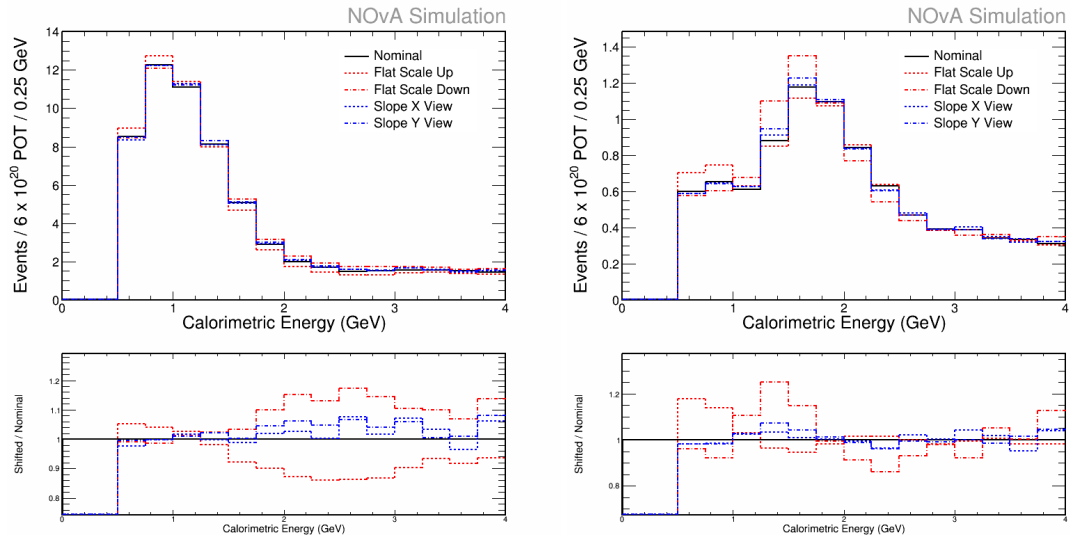 NOvA Simulation
Events / 6 x 10^20 POT / 0.25 GeV
14
12
10
8
6
4
2
0
Nominal
Flat Scale Up
Flat Scale Down
Slope X View
Slope Y View
0 1 2 3 4
Calorimetric Energy (GeV)
Shifted / Nominal
1.2
1.1
1
0.9
0.8
0 1 2 3 4
Calorimetric Energy (GeV)
NOvA Simulation
Events / 6 x 10^20 POT / 0.25 GeV
1.4
1.2
1
0.8
0.6
0.4
0.2
0
Nominal
Flat Scale Up
Flat Scale Down
Slope X View
Slope Y View
0 1 2 3 4
Calorimetric Energy (GeV)
Shifted / Nominal
1.2
1
0.8
0 1 2 3 4
Calorimetric Energy (GeV)